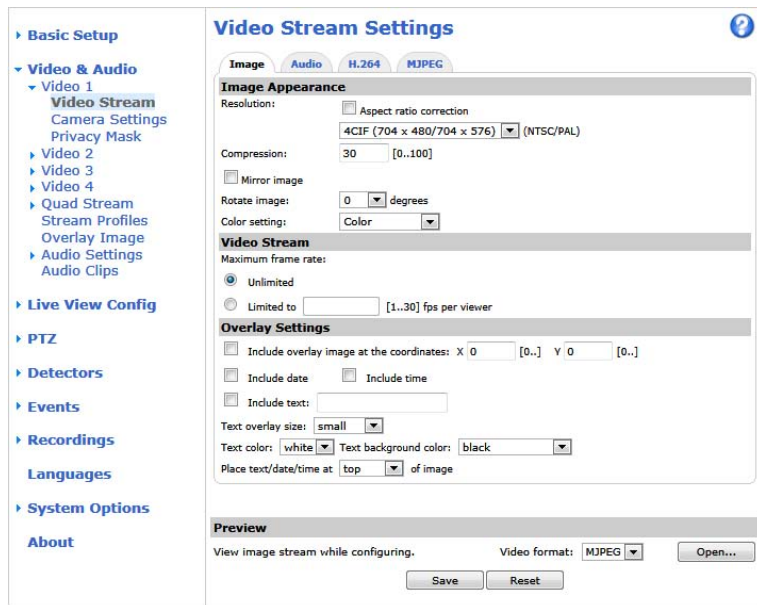 Basic Setup
Video & Audio
Video 1
Video Stream
Camera Settings
Privacy Mask
Video 2
Video 3
Video 4
Quad Stream
Stream Profiles
Overlay Image
Audio Settings
Audio Clips
Live View Config
PTZ
Detectors
Events
Recordings
Languages
System Options
About
Video Stream Settings
?
Image Audio H.264 MJPEG
Image Appearance
Resolution: Aspect ratio correction
4CIF (704 x 480/704 x 576) (NTSC/PAL)
Compression: 30 [0..100]
Mirror image
Rotate image: 0 degrees
Color setting: Color
Video Stream
Maximum frame rate:
Unlimited
Limited to [1..30] fps per viewer
Overlay Settings
Include overlay image at the coordinates: X 0 [0..] Y 0 [0..]
Include date Include time
Include text:
Text overlay size: small
Text color: white Text background color: black
Place text/date/time at top of image
Preview
View image stream while configuring. Video format: MJPEG Open...
Save Reset